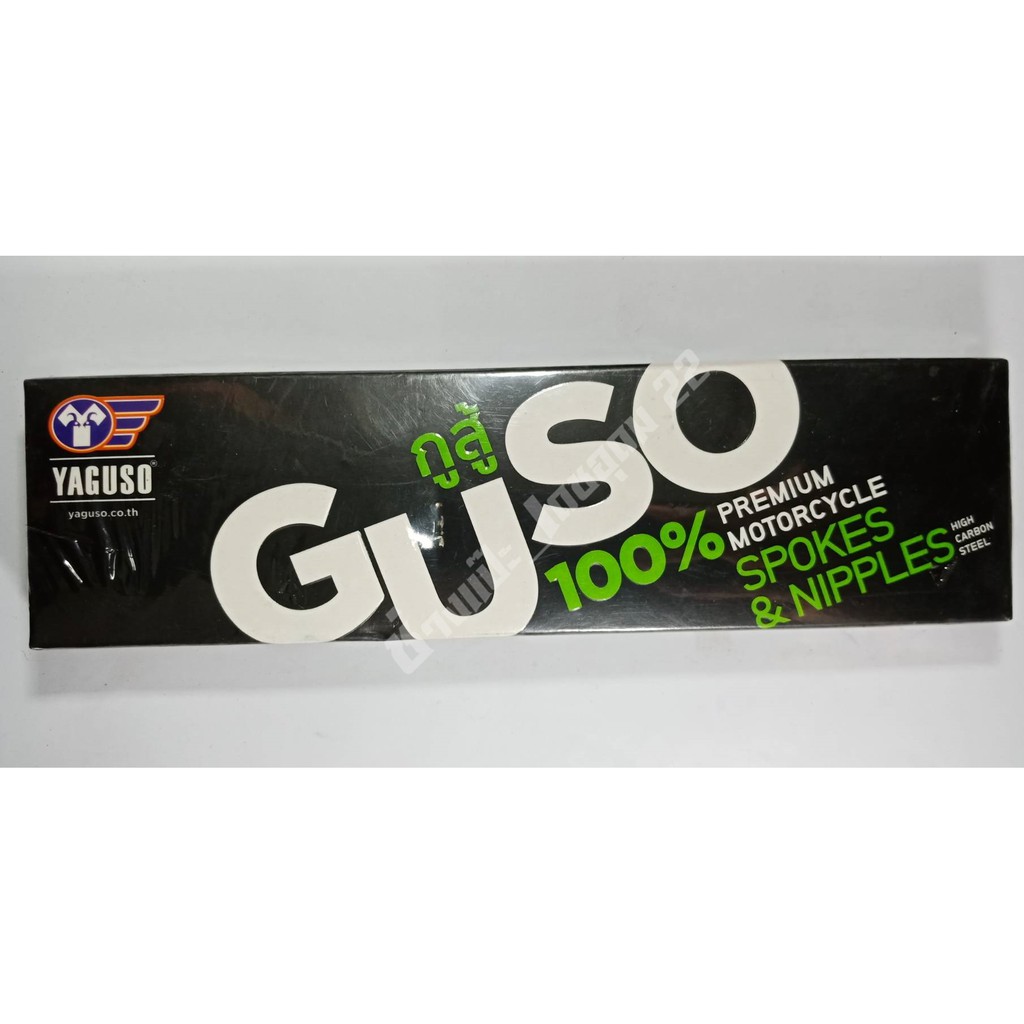 YAGUSO
yaguso.co.th
กูสู้
GUSO
100%
PREMIUM
MOTORCYCLE
SPOKES
& NIPPLES
HIGH
CARBON
STEEL